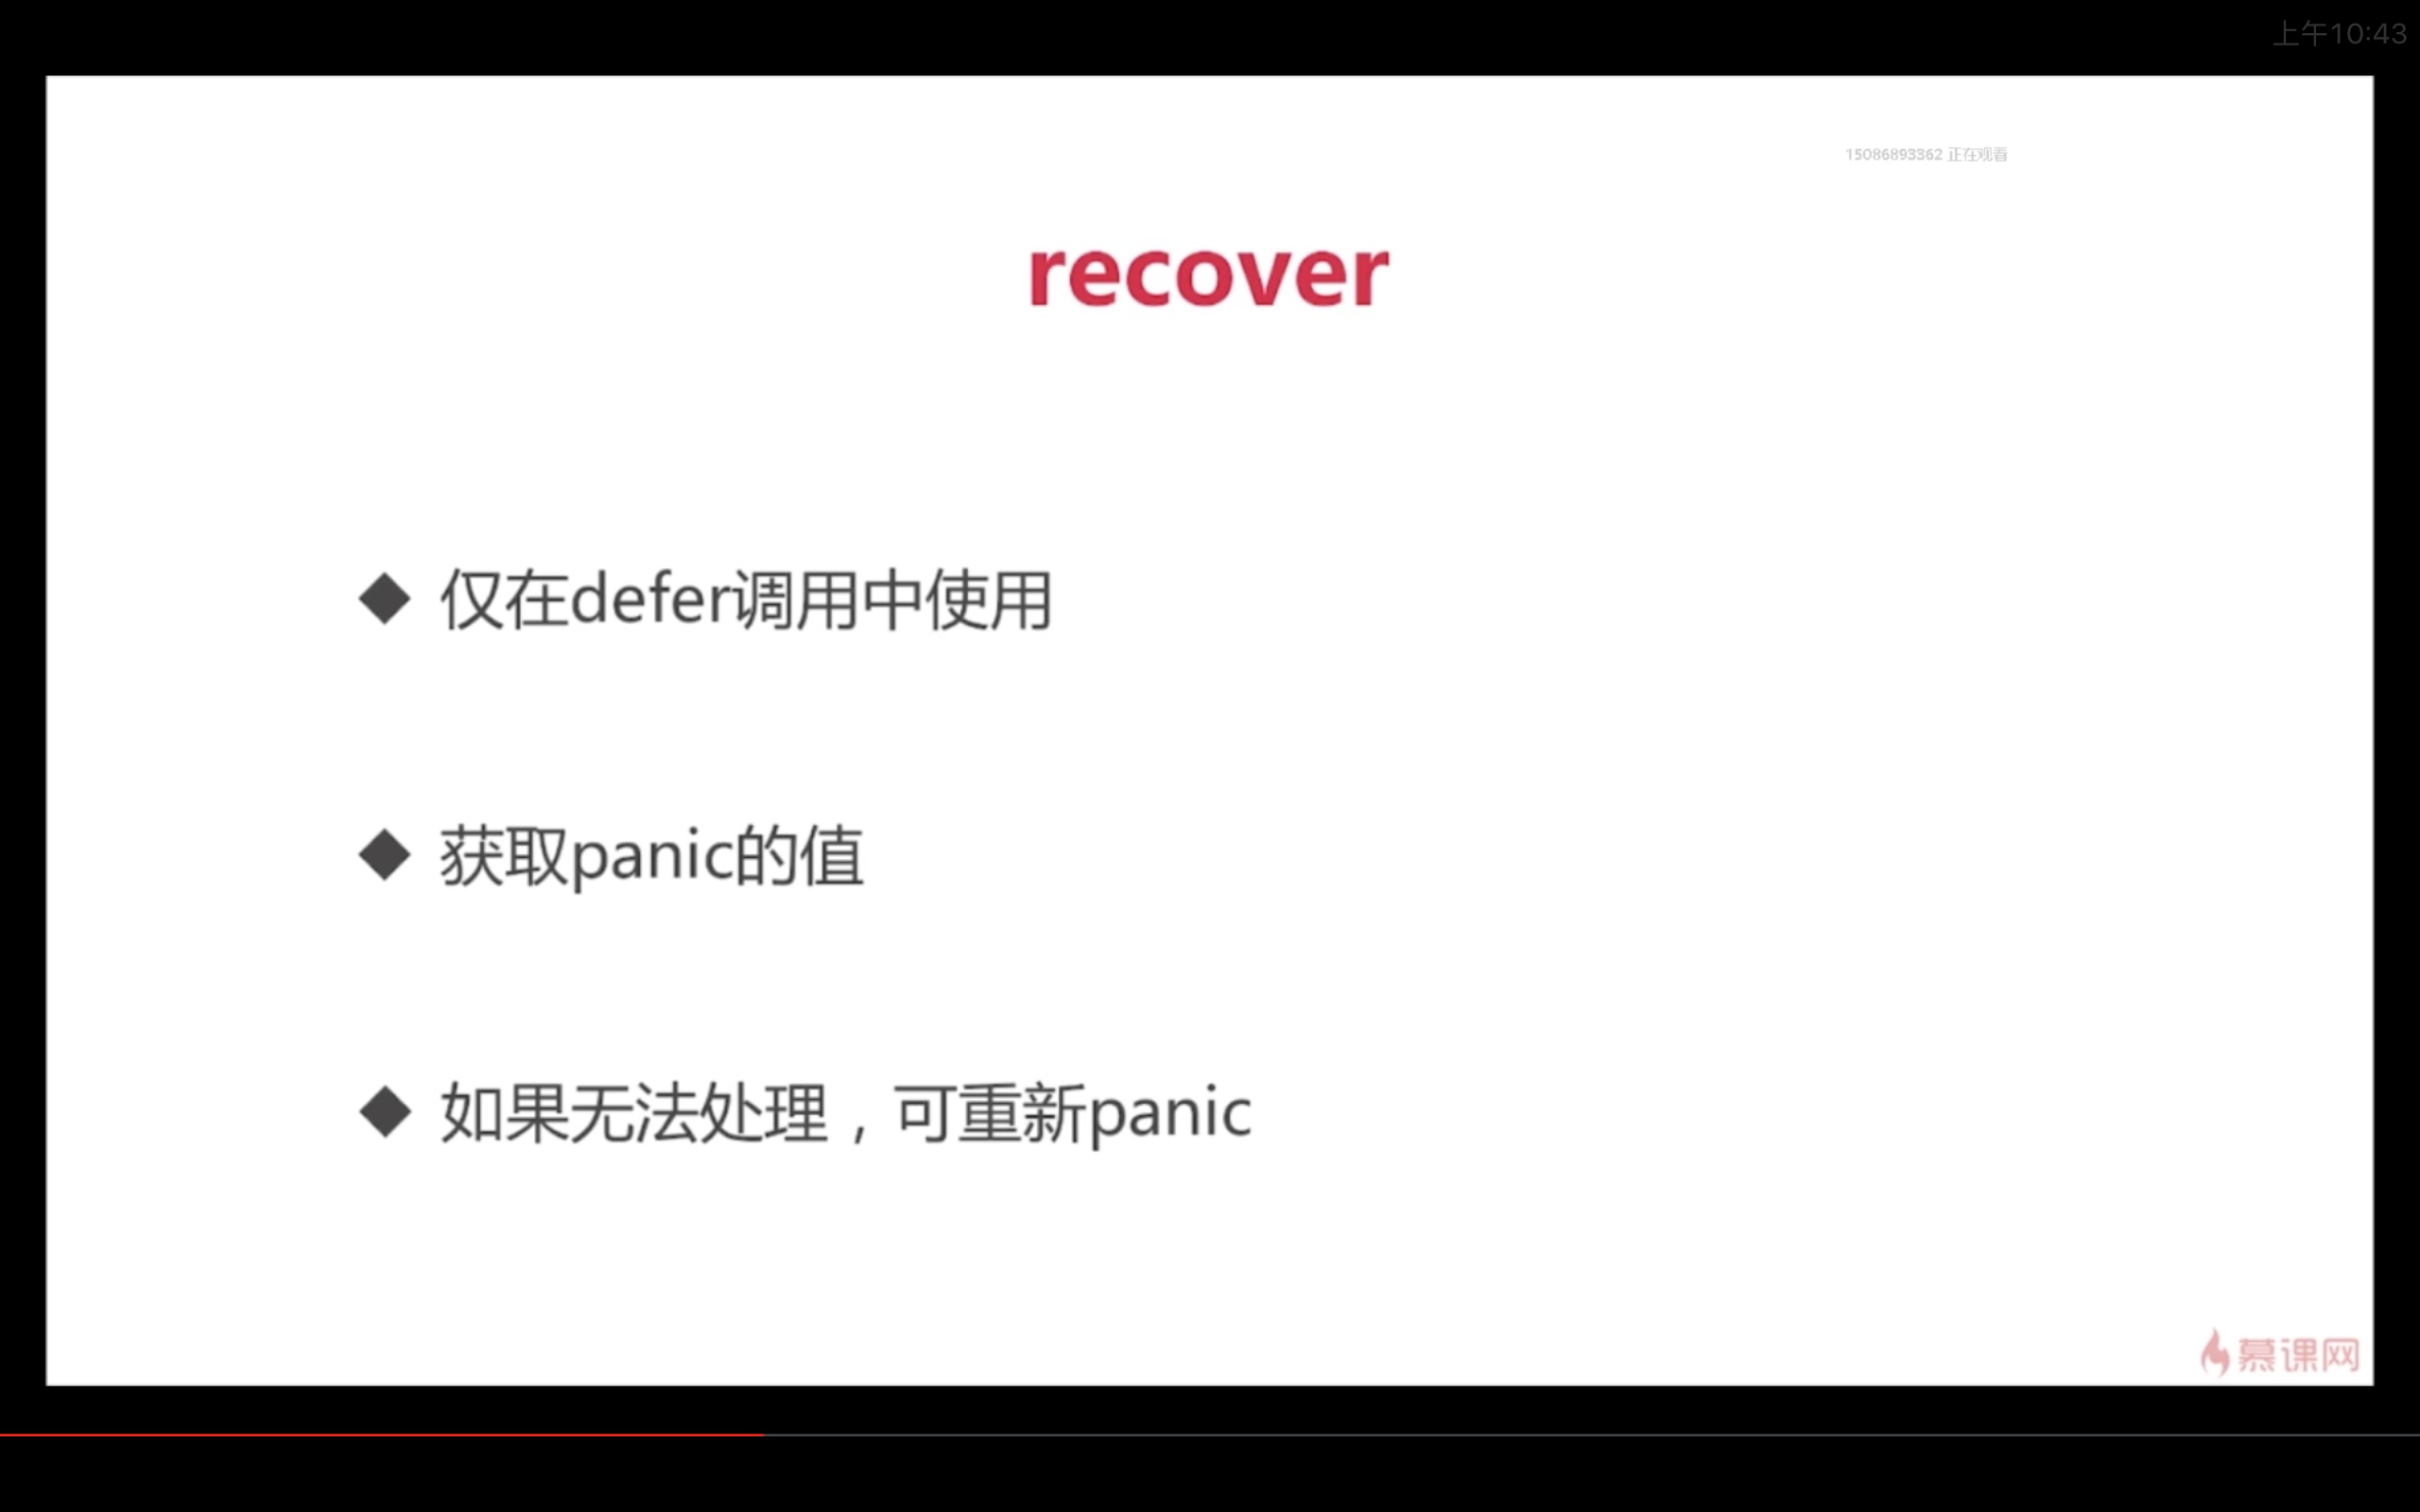 上午10:43
15086893362 正在观看
recover
◆ 仅在defer调用中使用
◆ 获取panic的值
◆ 如果无法处理，可重新panic
慕课网